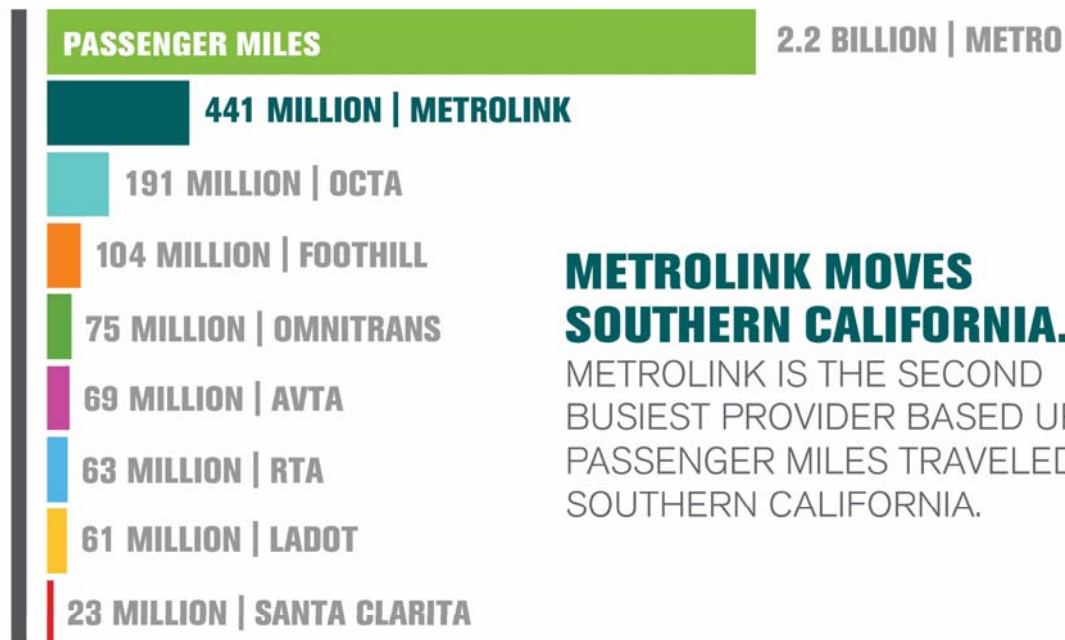 PASSENGER MILES
2.2 BILLION | METRO
441 MILLION | METROLINK
191 MILLION | OCTA
104 MILLION | FOOTHILL
75 MILLION | OMNITRANS
69 MILLION | AVTA
63 MILLION | RTA
61 MILLION | LADOT
23 MILLION | SANTA CLARITA
METROLINK MOVES
SOUTHERN CALIFORNIA.
METROLINK IS THE SECOND
BUSIEST PROVIDER BASED
PASSENGER MILES TRAVELED
SOUTHERN CALIFORNIA.